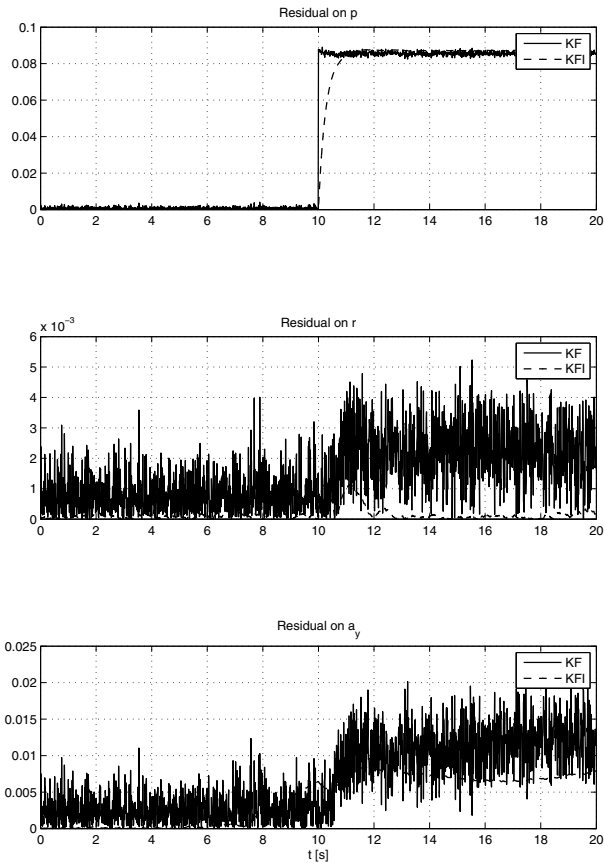 Residual on p
0.1
0.08
0.06
0.04
0.02
0
0 2 4 6 8 10 12 14 16 18 20
KF
KFI
Residual on r
x 10⁻³
6
5
4
3
2
1
0
0 2 4 6 8 10 12 14 16 18 20
KF
KFI
Residual on a_y
0.025
0.02
0.015
0.01
0.005
0
0 2 4 6 8 10 12 14 16 18 20
KF
KFI
t [s]